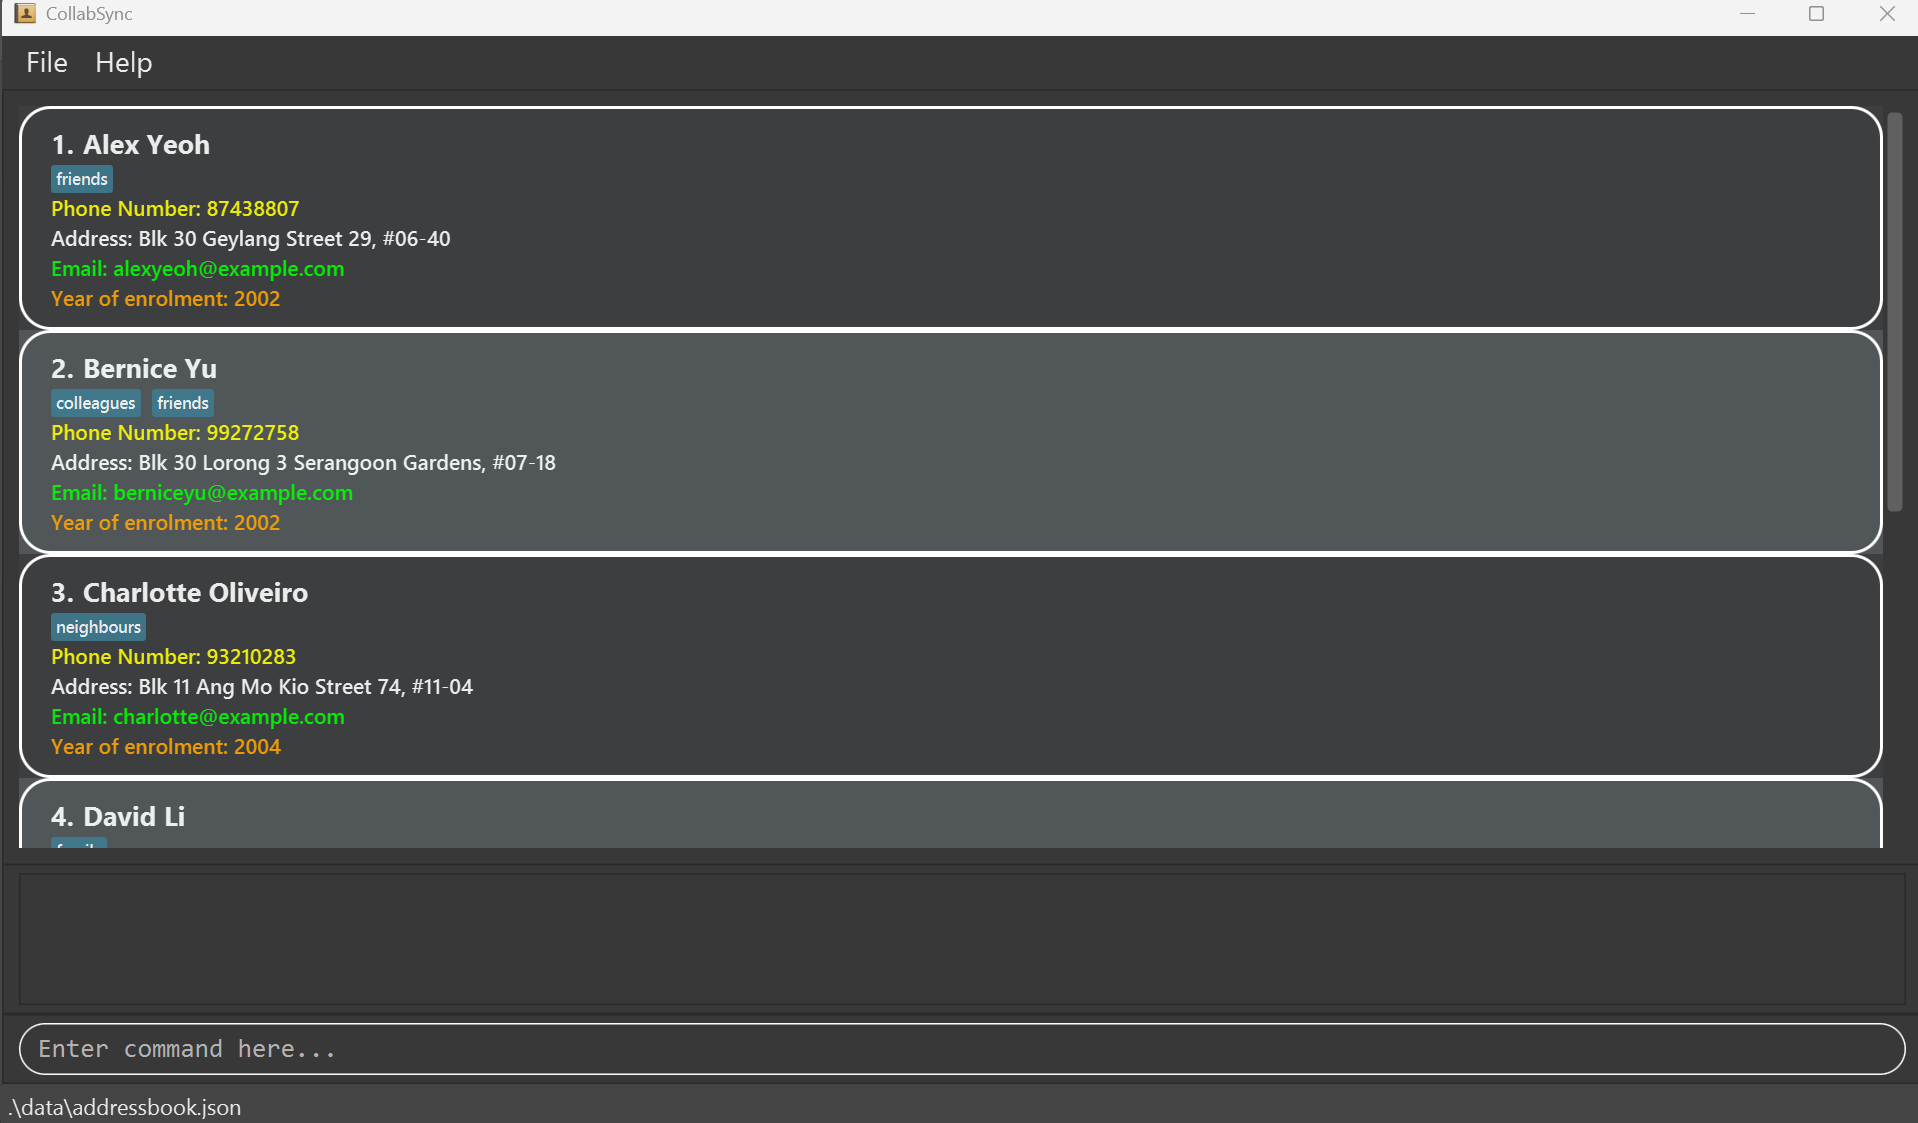 CollabSync
File Help
1. Alex Yeoh
friends
Phone Number: 87438807
Address: Blk 30 Geylang Street 29, #06-40
Email: alexyeoh@example.com
Year of enrolment: 2002
2. Bernice Yu
colleagues friends
Phone Number: 99272758
Address: Blk 30 Lorong 3 Serangoon Gardens, #07-18
Email: berniceyu@example.com
Year of enrolment: 2002
3. Charlotte Oliveiro
neighbours
Phone Number: 93210283
Address: Blk 11 Ang Mo Kio Street 74, #11-04
Email: charlotte@example.com
Year of enrolment: 2004
4. David Li
Enter command here...
.\data\addressbook.json